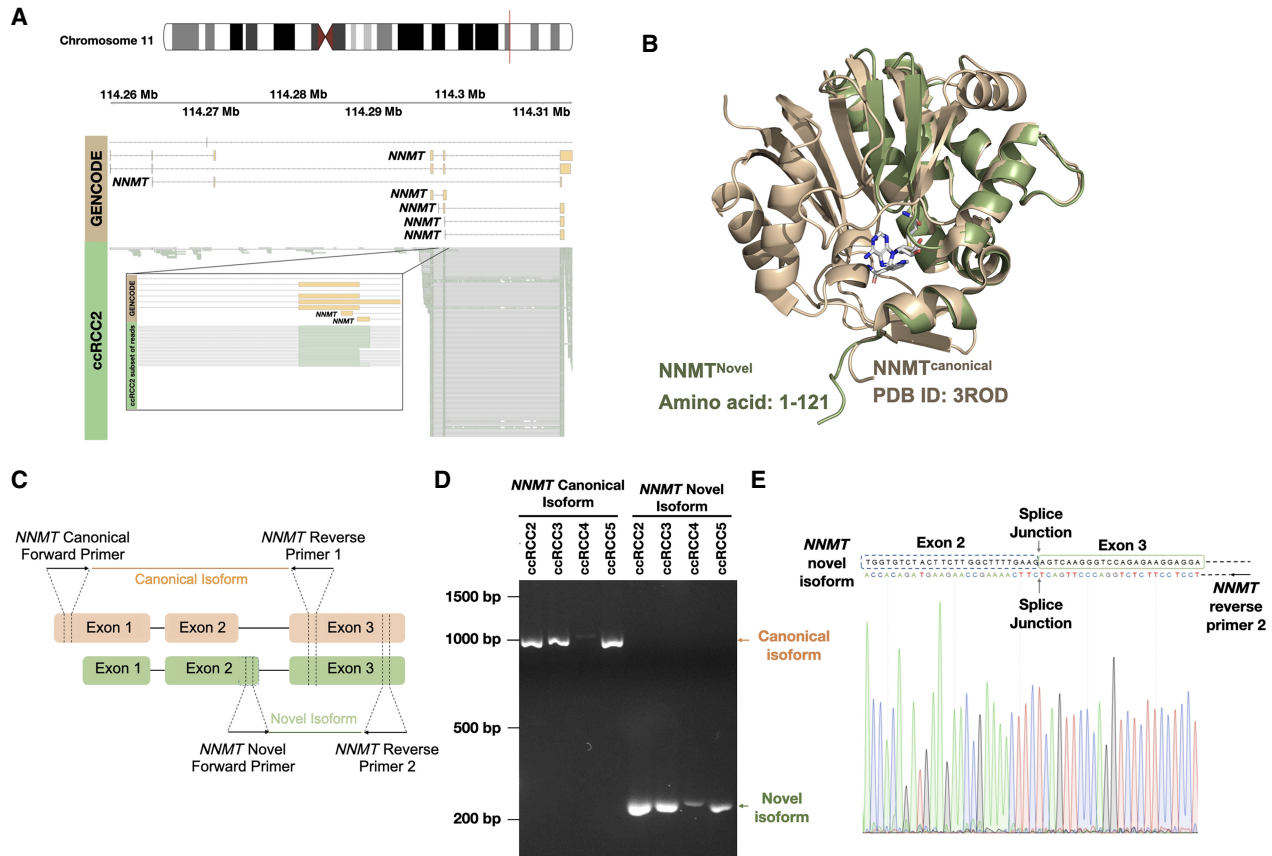 A
Chromosome 11
114.26 Mb
114.28 Mb
114.3 Mb
114.27 Mb
114.29 Mb
114.31 Mb
GENCODE
NNMT
NNMT
NNMT
NNMT
NNMT
NNMT
ccRCC2
GENCODE
NNMT
NNMT
ccRCC2 subset of reads
B
NNMTNovel
Amino acid: 1-121
NNMTcanonical
PDB ID: 3ROD
C
NNMT Canonical
Forward Primer
NNMT Reverse
Primer 1
Canonical Isoform
Exon 1
Exon 2
Exon 3
Exon 1
Exon 2
Exon 3
Novel Isoform
NNMT Novel
Forward Primer
NNMT Reverse
Primer 2
D
NNMT Canonical
Isoform
NNMT Novel
Isoform
ccRCC2
ccRCC3
ccRCC4
ccRCC5
ccRCC2
ccRCC3
ccRCC4
ccRCC5
1500 bp
1000 bp
500 bp
200 bp
Canonical
isoform
Novel
isoform
E
Splice
Junction
NNMT
novel
isoform
Exon 2
Exon 3
TGGTGTCTACTTCTTGGCTTTTGAAGAGTCAAGGGTCCAGAGAAGGAGGA
ACCACAGATGAAGAACCGAAAACTTCTCAGTTCCCAGGTCTCTTCCTCCT
Splice
Junction
NNMT
reverse
primer 2